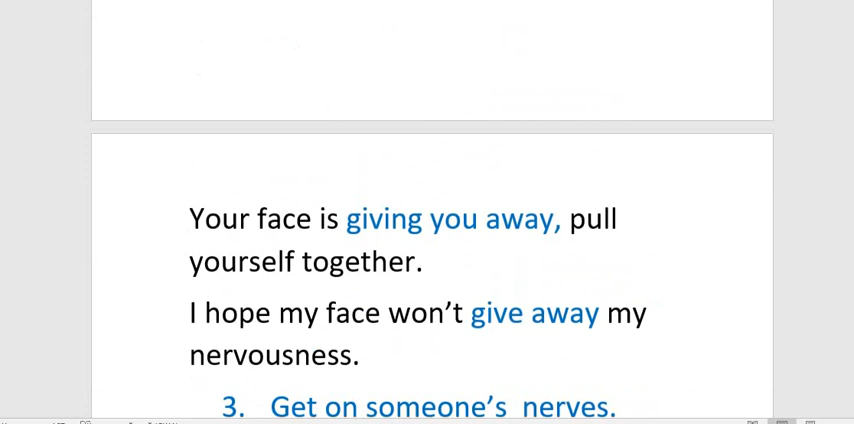 Your face is giving you away, pull
yourself together.
I hope my face won’t give away my
nervousness.
3. Get on someone’s nerves.